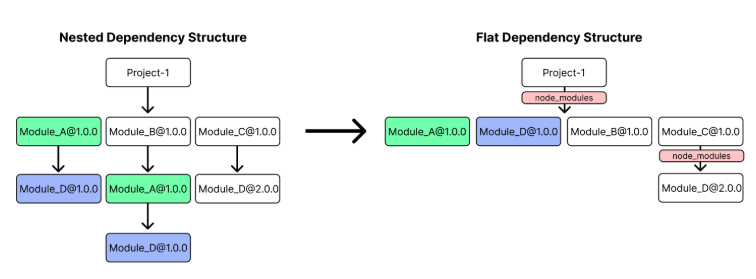 Nested Dependency Structure
Flat Dependency Structure
Project-1
Project-1
node_modules
Module_A@1.0.0
Module_B@1.0.0
Module_C@1.0.0
Module_A@1.0.0
Module_D@1.0.0
Module_B@1.0.0
Module_C@1.0.0
node_modules
Module_D@1.0.0
Module_A@1.0.0
Module_D@2.0.0
Module_D@2.0.0
Module_D@1.0.0